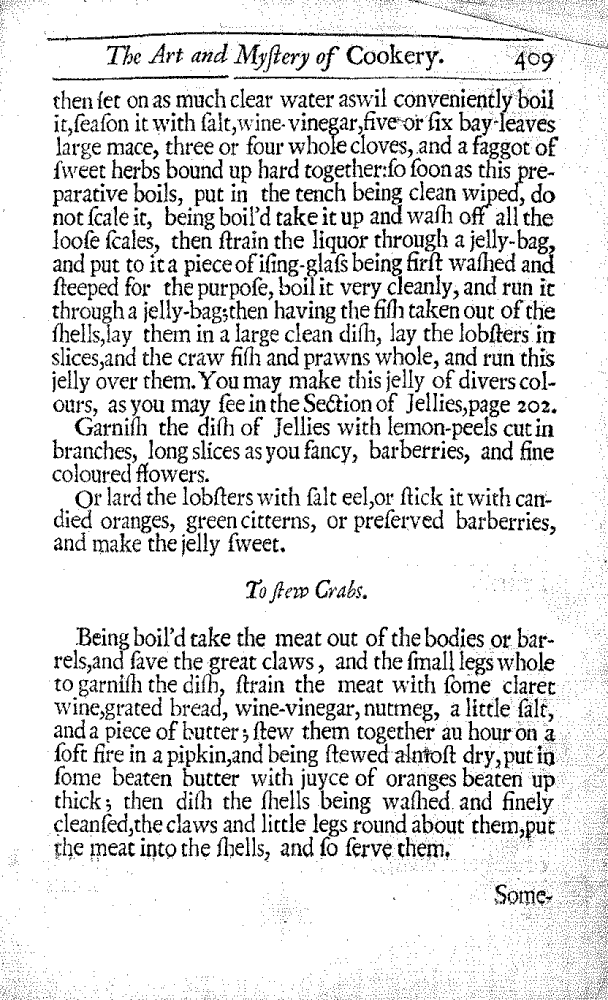 The Art and Myſtery of Cookery. 409
then ſet on as much clear water aswil conveniently boil
it,ſeaſon it with ſalt,wine-vinegar,five or ſix bay-leaves
large mace, three or four whole cloves, and a faggot of
ſweet herbs bound up hard together:ſo ſoon as this pre-
parative boils, put in the tench being clean wiped, do
not ſcale it, being boil'd take it up and waſh off all the
looſe ſcales, then ſtrain the liquor through a jelly-bag,
and put to it a piece of iſing-glaſs being firſt waſhed and
ſteeped for the purpoſe, boil it very cleanly, and run it
through a jelly-bag;then having the fiſh taken out of the
ſhells,lay them in a large clean diſh, lay the lobſters in
slices,and the craw fiſh and prawns whole, and run this
jelly over them. You may make this jelly of divers col-
ours, as you may ſee in the Section of Jellies,page 202.
Garniſh the diſh of Jellies with lemon-peels cut in
branches, long slices as you fancy, barberries, and fine
coloured flowers.
Or lard the lobſters with ſalt eel,or ſtick it with can-
died oranges, green citterns, or preſerved barberries,
and make the jelly ſweet.
To ſtew Crabs.
Being boil'd take the meat out of the bodies or bar-
rels,and ſave the great claws, and the ſmall legs whole
to garniſh the diſh, ſtrain the meat with ſome claret
wine,grated bread, wine-vinegar, nutmeg, a little ſalt,
and a piece of butter; ſtew them together au hour on a
ſoft fire in a pipkin,and being ſtewed almoſt dry, put in
ſome beaten butter with juyce of oranges beaten up
thick; then diſh the ſhells being waſhed and finely
cleanſed,the claws and little legs round about them,put
the meat into the ſhells, and ſo ſerve them.
Some-